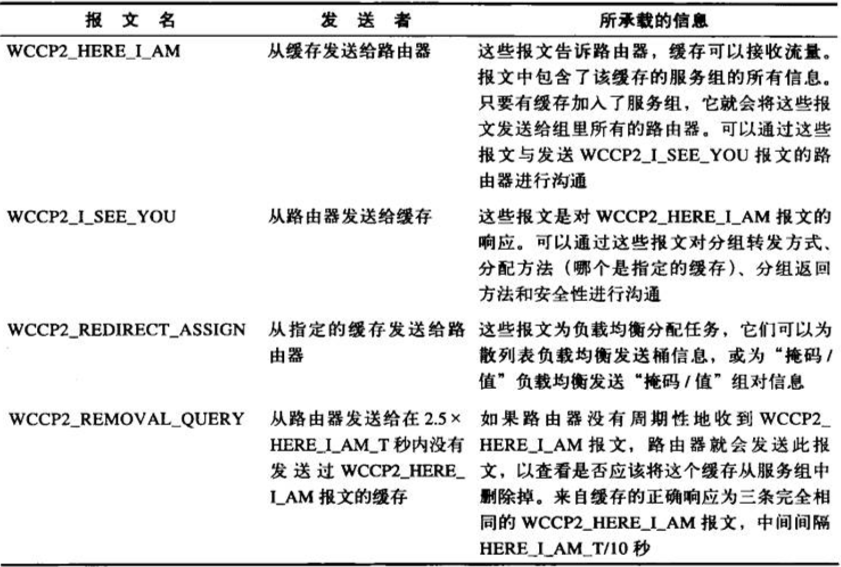 报文名 发送者 所承载的信息
WCCP2_HERE_I_AM 从缓存发送给路由器 这些报文告诉路由器，缓存可以接收流量。
报文中包含了该缓存的服务组的所有信息。
只要有缓存加入了服务组，它就会将这些报
文发送给组里所有的路由器。可以通过这些
报文与发送 WCCP2_I_SEE_YOU 报文的路
由器进行沟通
WCCP2_I_SEE_YOU 从路由器发送给缓存 这些报文是对 WCCP2_HERE_I_AM 报文的
响应。可以通过这些报文对分组转发方式、
分配方法（哪个是指定的缓存）、分组返回
方法和安全性进行沟通
WCCP2_REDIRECT_ASSIGN 从指定的缓存发送给路 这些报文为负载均衡分配任务，它们可以为
由器 散列表负载均衡发送桶信息，或为“掩码/
值”负载均衡发送“掩码/值”组对信息
WCCP2_REMOVAL_QUERY 从路由器发送给在 2.5× 如果路由器没有周期性地收到 WCCP2_
HERE_I_AM_T 秒内没有 HERE_I_AM 报文，路由器就会发送此报
发送过 WCCP2_HERE_ 文，以查看是否应该将这个缓存从服务组中
I_AM 报文的缓存 删除掉。来自缓存的正确响应为三条完全相
同的 WCCP2_HERE_I_AM 报文，中间间隔
HERE_I_AM_T/10 秒